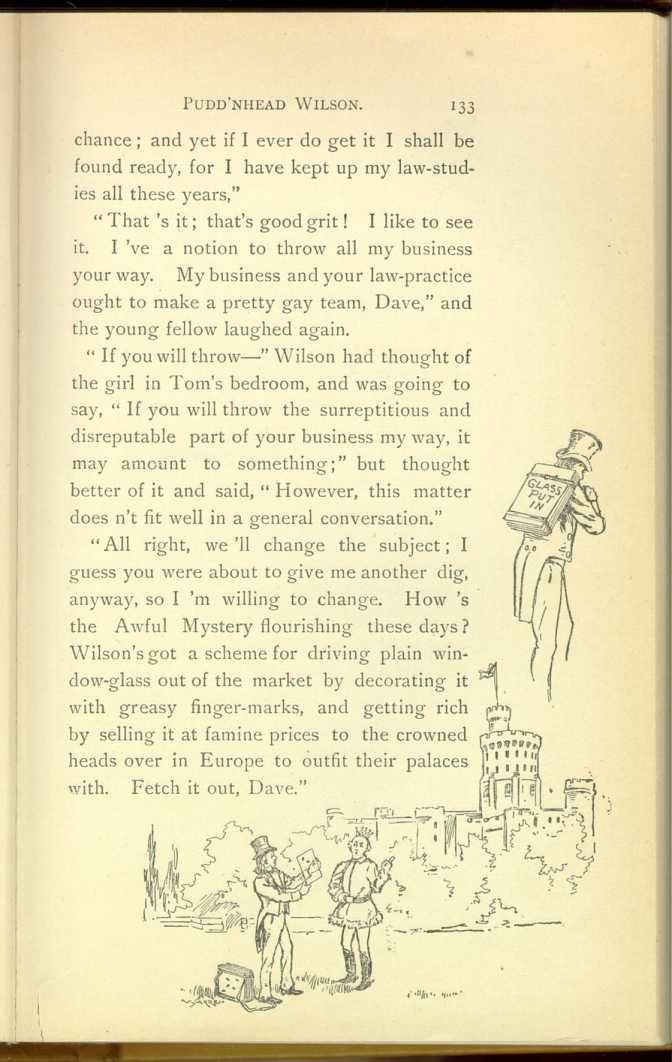 PUDD'NHEAD WILSON. 133
chance; and yet if I ever do get it I shall be
found ready, for I have kept up my law-stud-
ies all these years,”
“That 's it; that's good grit! I like to see
it. I 've a notion to throw all my business
your way. My business and your law-practice
ought to make a pretty gay team, Dave,” and
the young fellow laughed again.
“If you will throw—” Wilson had thought of
the girl in Tom's bedroom, and was going to
say, “If you will throw the surreptitious and
disreputable part of your business my way, it
may amount to something;” but thought
better of it and said, “However, this matter
does n't fit well in a general conversation.”
“All right, we 'll change the subject; I
guess you were about to give me another dig,
anyway, so I 'm willing to change. How 's
the Awful Mystery flourishing these days?
Wilson's got a scheme for driving plain win-
dow-glass out of the market by decorating it
with greasy finger-marks, and getting rich
by selling it at famine prices to the crowned
heads over in Europe to outfit their palaces
with. Fetch it out, Dave.”
GLASS
PUT
IN